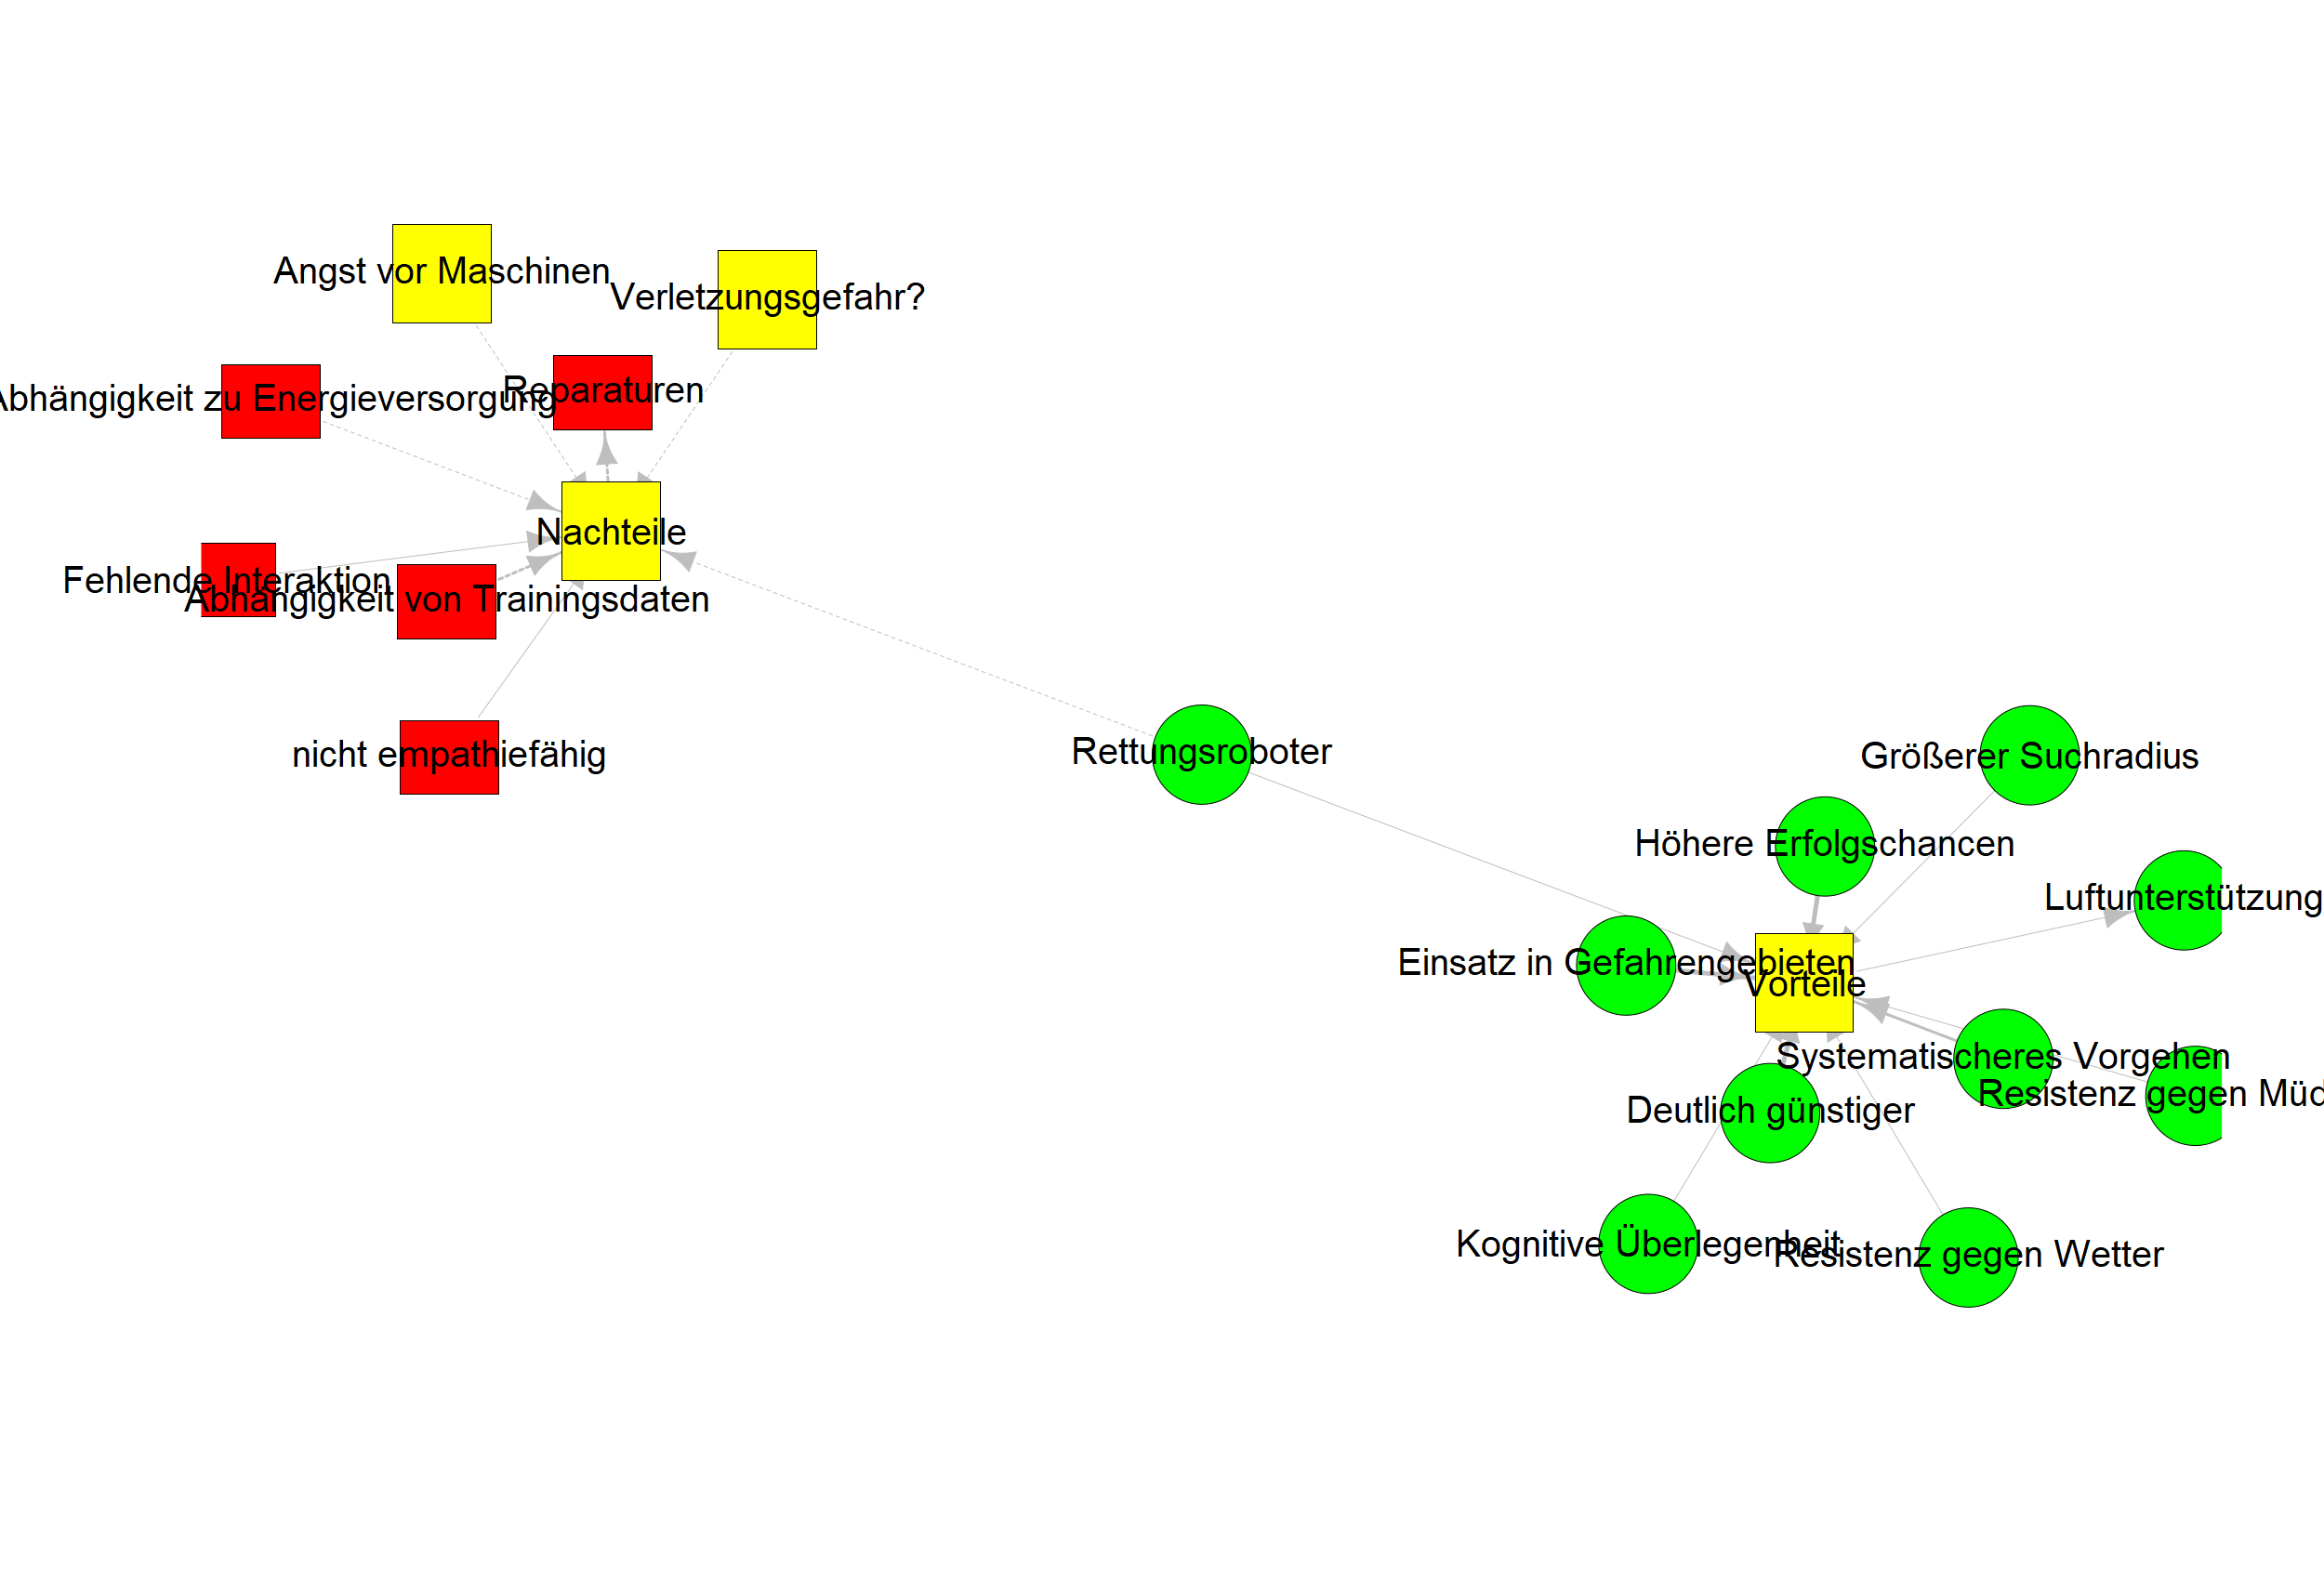 Angst vor Maschinen
Verletzungsgefahr?
Abhängigkeit zu Energieversorgung
Reparaturen
Nachteile
Fehlende Interaktion
Abhängigkeit von Trainingsdaten
nicht empathiefähig
Rettungsroboter
Größerer Suchradius
Höhere Erfolgschancen
Luftunterstützung
Einsatz in Gefahrengebieten
Vorteile
Systematischeres Vorgehen
Resistenz gegen Müd
Deutlich günstiger
Kognitive Überlegenheit
Resistenz gegen Wetter